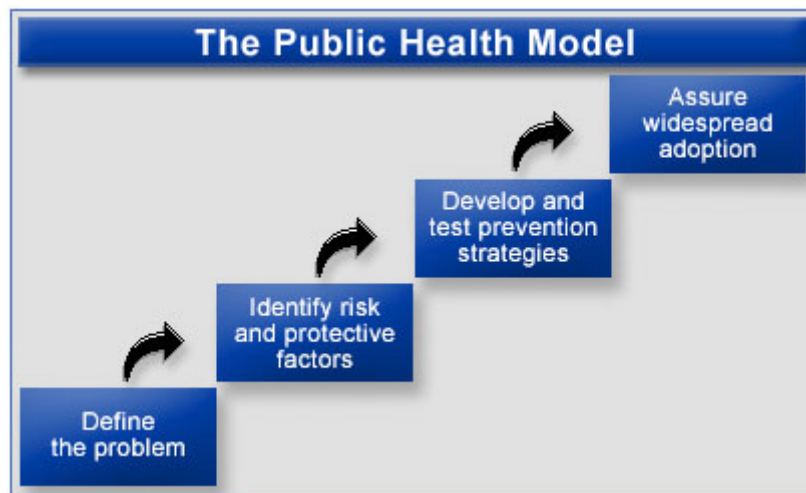 The Public Health Model
Assure
widespread
adoption
Develop and
test prevention
strategies
Identify risk
and protective
factors
Define
the problem